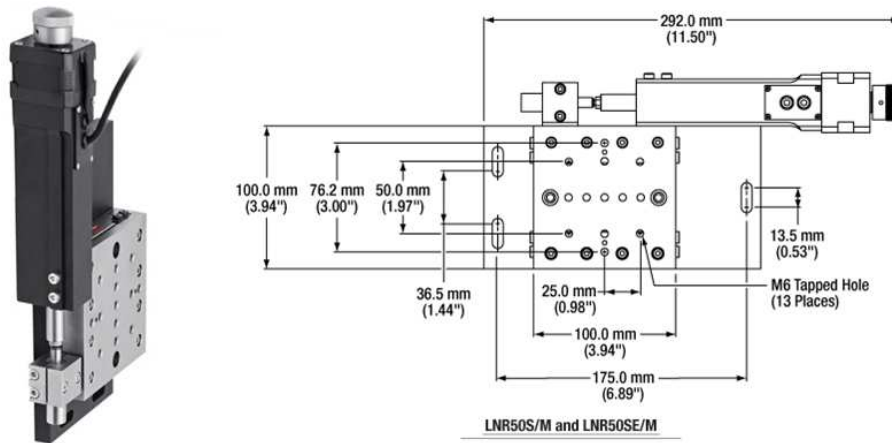 292.0 mm
(11.50")
100.0 mm
(3.94")
76.2 mm
(3.00")
50.0 mm
(1.97")
13.5 mm
(0.53")
36.5 mm
(1.44")
25.0 mm
(0.98")
M6 Tapped Hole
(13 Places)
100.0 mm
(3.94")
175.0 mm
(6.89")
LNR50S/M and LNR50SE/M